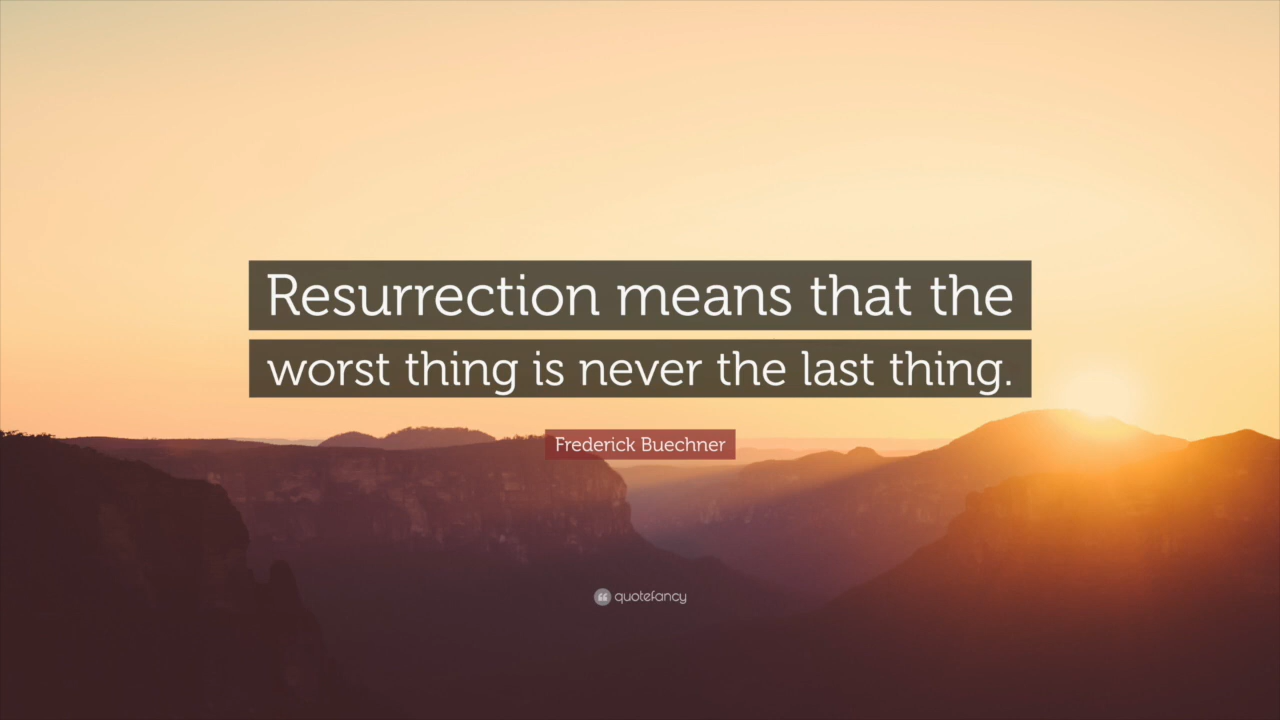 Resurrection means that the
worst thing is never the last thing.
Frederick Buechner
quotefancy